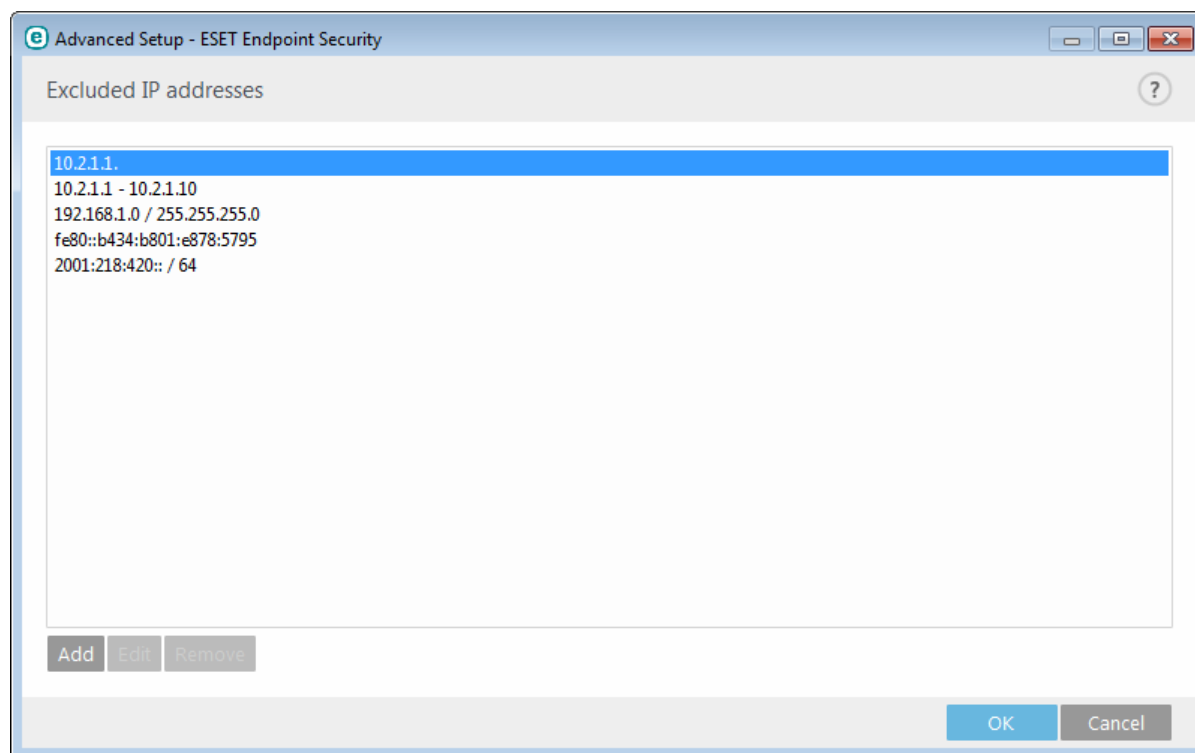 e Advanced Setup - ESET Endpoint Security
Excluded IP addresses
?
10.2.1.1.
10.2.1.1 - 10.2.1.10
192.168.1.0 / 255.255.255.0
fe80::b434:b801:e878:5795
2001:218:420:: / 64
Add Edit Remove
OK Cancel